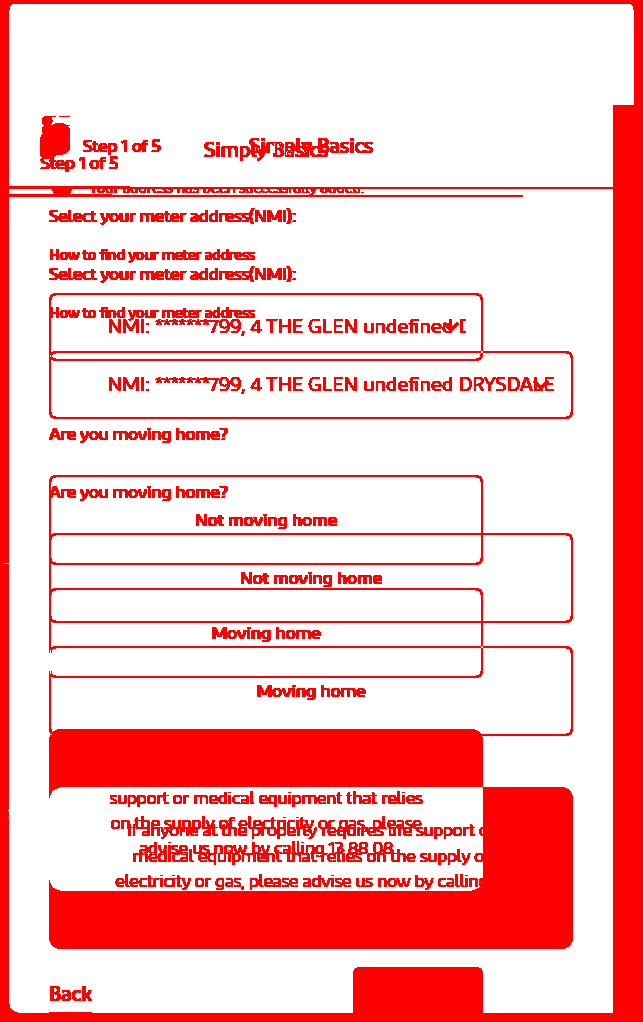 Step 1 of 5
Simply Basics
Simply Basics
Step 1 of 5
Your address has been successfully added.
Select your meter address(NMI):
How to find your meter address
Select your meter address(NMI):
How to find your meter address
NMI: *******799, 4 THE GLEN undefined D
NMI: *******799, 4 THE GLEN undefined DRYSDALE
Are you moving home?
Are you moving home?
Not moving home
Not moving home
Moving home
Moving home
support or medical equipment that relies
on the supply of electricity or gas, please
If anyone at the property requires life support o
advise us now by calling 13 88 08.
medical equipment that relies on the supply o
electricity or gas, please advise us now by calling
Back